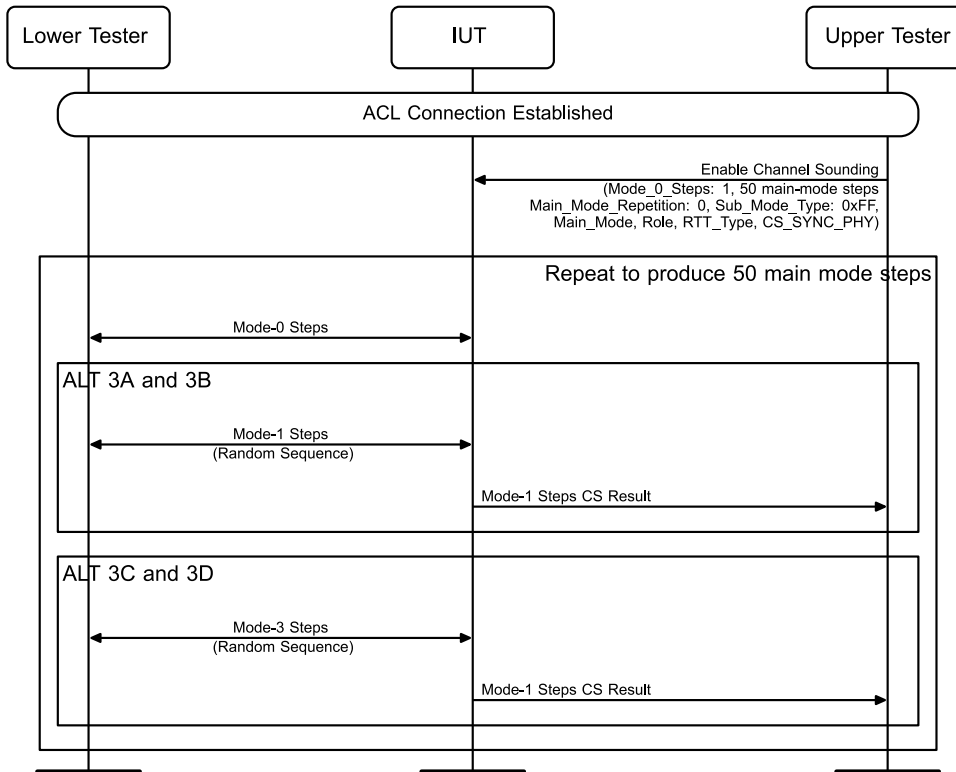 Lower Tester
IUT
Upper Tester
ACL Connection Established
Enable Channel Sounding
(Mode_0_Steps: 1, 50 main-mode steps
Main_Mode_Repetition: 0, Sub_Mode_Type: 0xFF,
Main_Mode, Role, RTT_Type, CS_SYNC_PHY)
Repeat to produce 50 main mode steps
Mode-0 Steps
ALT 3A and 3B
Mode-1 Steps
(Random Sequence)
Mode-1 Steps CS Result
ALT 3C and 3D
Mode-3 Steps
(Random Sequence)
Mode-1 Steps CS Result